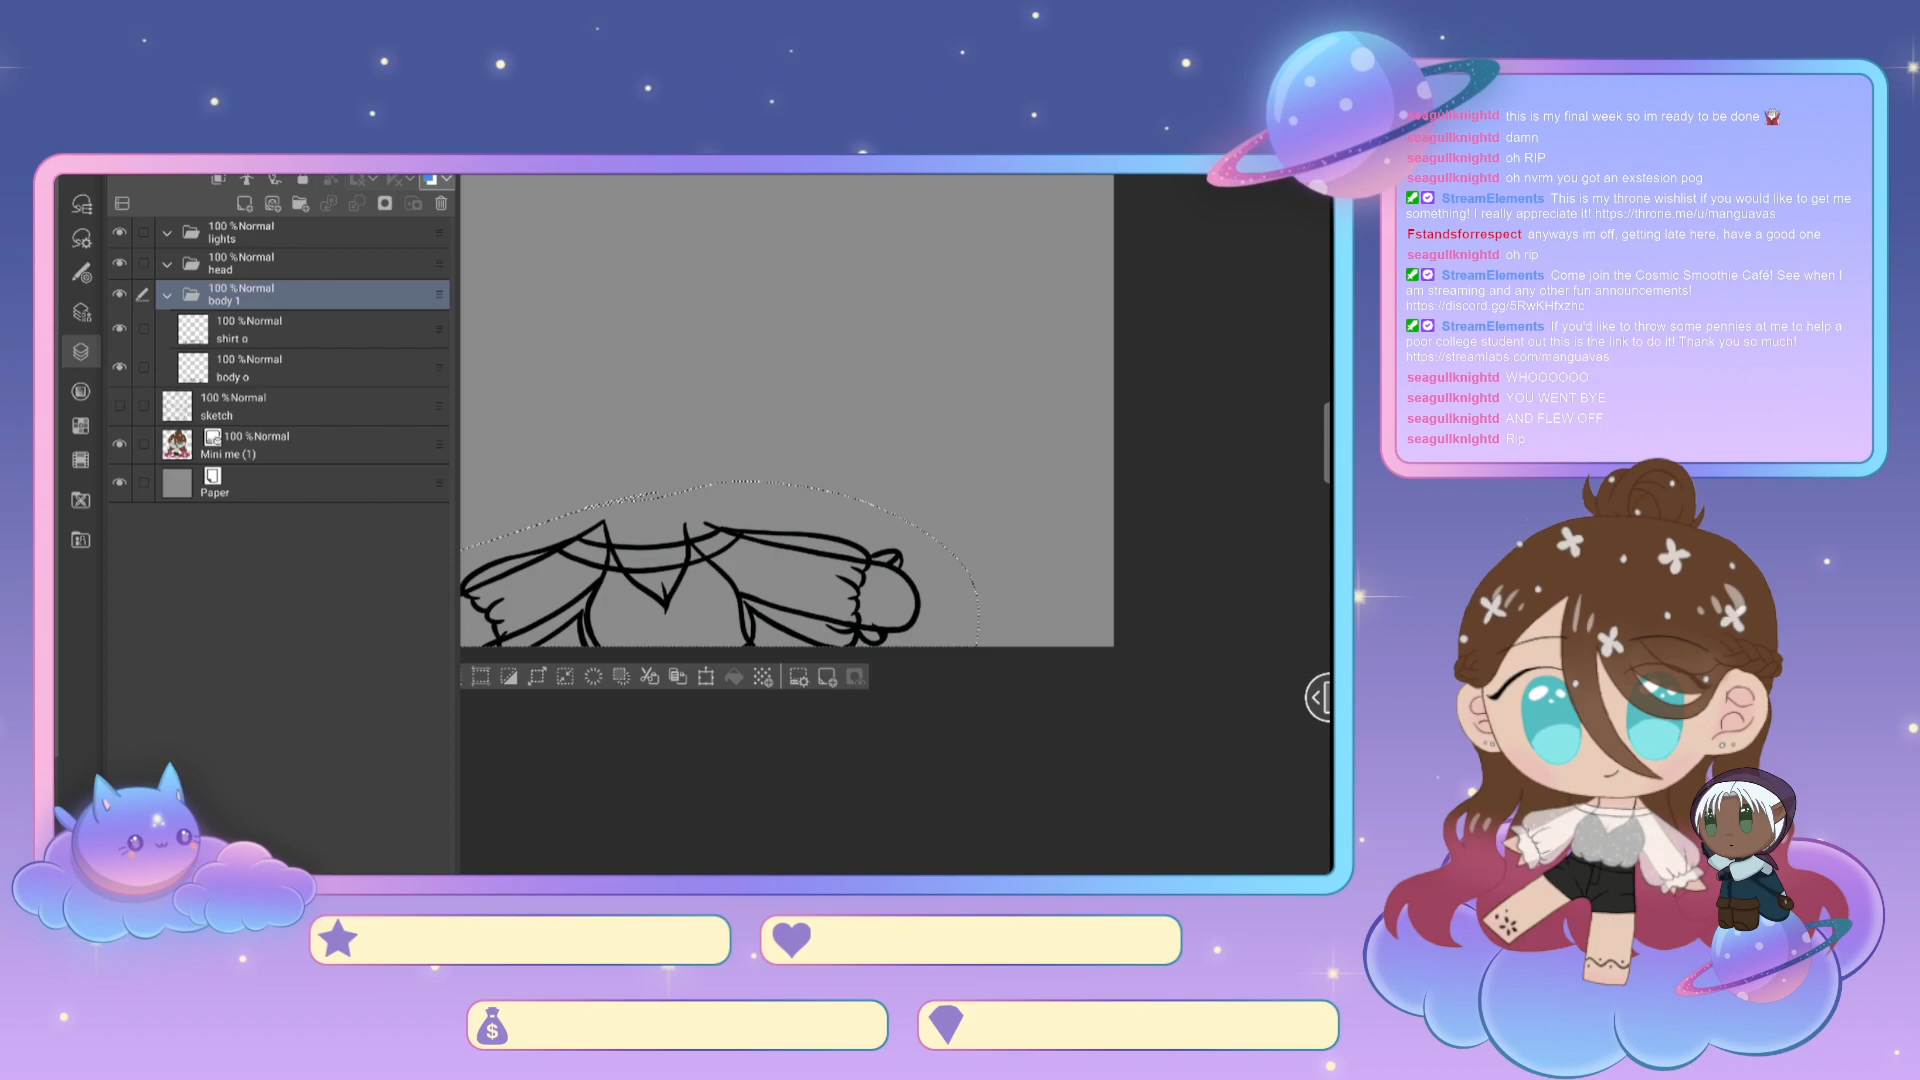 100 %Normal
lights
100 %Normal
head
100 %Normal
body 1
100 %Normal
shirt o
100 %Normal
body o
100 %Normal
sketch
100 %Normal
Mini me (1)
Paper
seagullknightd this is my final week so im ready to be done
seagullknightd damn
seagullknightd oh RIP
seagullknightd oh nvrm you got an exstesion pog
StreamElements This is my throne wishlist if you would like to get me
something! I really appreciate it! https://throne.me/u/manguavas
Fstandsforrespect anyways im off, getting late here, have a good one
seagullknightd oh rip
StreamElements Come join the Cosmic Smoothie Café! See when I
am streaming and any other fun announcements!
https://discord.gg/5RwKHfxzhc
StreamElements If you'd like to throw some pennies at me to help a
poor college student out this is the link to do it! Thank you so much!
https://streamlabs.com/manguavas
seagullknightd WHOOOOOO
seagullknightd YOU WENT BYE
seagullknightd AND FLEW OFF
seagullknightd Rip
$